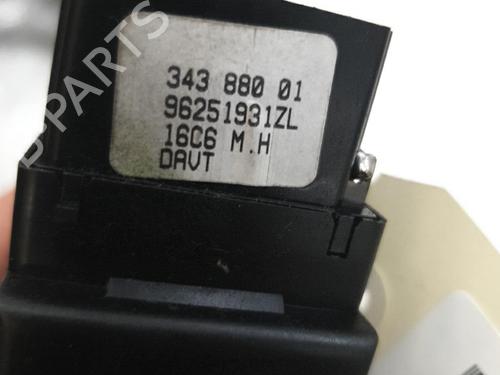 343 880 01
96251931ZL
16C6 M.H
DAVT
B-PARTS